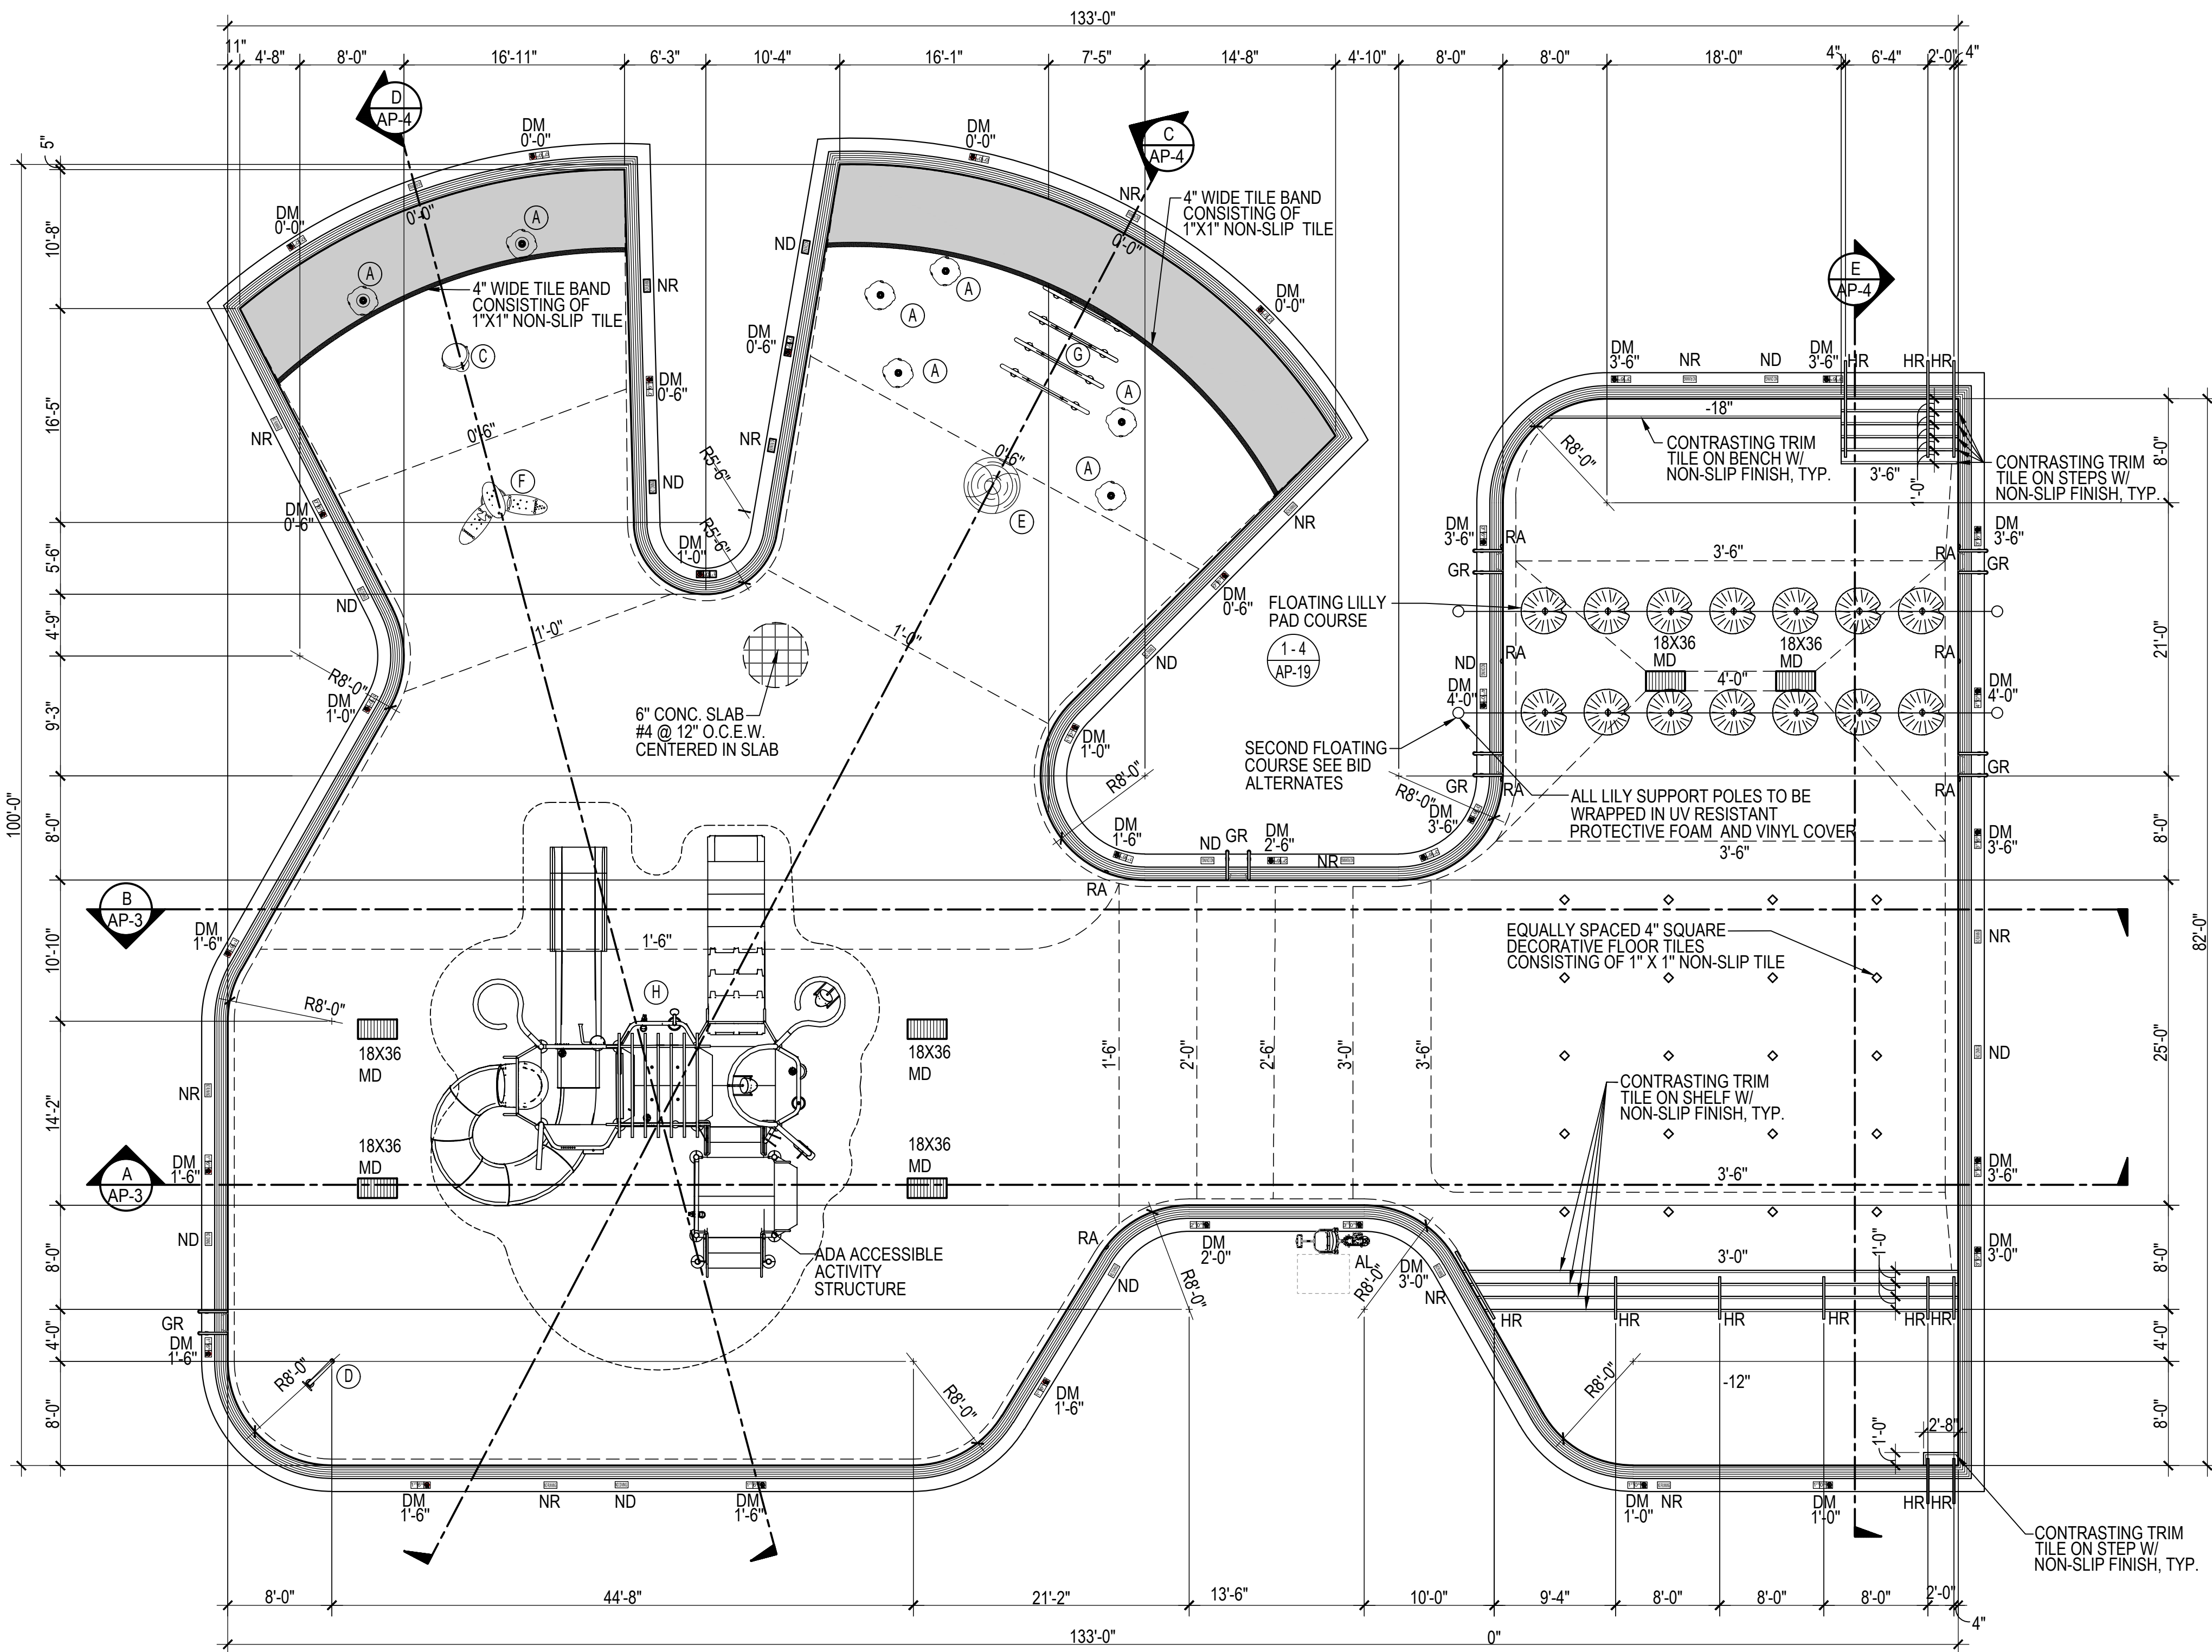 133'-0"
11"
4'-8"
8'-0"
16'-11"
6'-3"
10'-4"
16'-1"
7'-5"
14'-8"
4'-10"
8'-0"
8'-0"
18'-0"
4"
6'-4"
2'-0"
4"
D
AP-4
C
AP-4
E
AP-4
B
AP-3
A
AP-3
5"
10'-8"
16'-5"
5'-6"
4'-9"
9'-3"
8'-0"
10'-10"
14'-2"
8'-0"
4'-0"
8'-0"
100'-0"
DM
0'-0"
DM
0'-0"
0'-0"
A
A
4" WIDE TILE BAND
CONSISTING OF
1"X1" NON-SLIP  TILE
C
NR
NR
DM
0'-6"
0'-6"
F
DM
0'-6"
ND
ND
DM
1'-0"
R8'-0"
1'-0"
DM
0'-0"
NR
4" WIDE TILE BAND
CONSISTING OF
1"X1" NON-SLIP  TILE
0'-0"
ND
DM
0'-6"
NR
R5'-6"
R5'-6"
DM
1'-0"
A
A
A
A
A
G
E
0'-6"
DM
0'-0"
NR
DM
0'-6"
ND
1'-0"
DM
1'-0"
R8'-0"
6" CONC. SLAB
#4 @ 12" O.C.E.W.
CENTERED IN SLAB
FLOATING LILLY
PAD COURSE
1 - 4
AP-19
SECOND FLOATING
COURSE SEE BID
ALTERNATES
DM
3'-6"
NR
ND
DM
3'-6"
HR
HR
HR
-18"
CONTRASTING TRIM
TILE ON BENCH W/
NON-SLIP FINISH, TYP.
R8'-0"
3'-6"
1'-0"
CONTRASTING TRIM
TILE ON STEPS W/
NON-SLIP FINISH, TYP.
DM
3'-6"
RA
GR
3'-6"
RA
DM
3'-6"
GR
18X36
MD
18X36
MD
4'-0"
ND
RA
DM
4'-0"
RA
DM
4'-0"
GR
RA
GR
RA
R8'-0"
DM
3'-6"
ALL LILY SUPPORT POLES TO BE
WRAPPED IN UV RESISTANT
PROTECTIVE FOAM  AND VINYL COVER
3'-6"
DM
3'-6"
8'-0"
21'-0"
8'-0"
25'-0"
8'-0"
4'-0"
8'-0"
82'-0"
DM
1'-6"
ND
GR
DM
2'-6"
NR
RA
DM
1'-6"
1'-6"
R8'-0"
H
EQUALLY SPACED 4" SQUARE
DECORATIVE FLOOR TILES
CONSISTING OF 1" X 1" NON-SLIP TILE
NR
ND
18X36
MD
18X36
MD
18X36
MD
18X36
MD
1'-6"
2'-0"
2'-6"
3'-0"
3'-6"
CONTRASTING TRIM
TILE ON SHELF W/
NON-SLIP FINISH, TYP.
3'-6"
DM
3'-6"
NR
DM
1'-6"
ND
ADA ACCESSIBLE
ACTIVITY
STRUCTURE
RA
ND
DM
2'-0"
R8'-0"
AL
R8'-0"
DM
3'-0"
NR
3'-0"
1'-0"
DM
3'-0"
HR
HR
HR
HR
HR
HR
GR
DM
1'-6"
R8'-0"
D
R8'-0"
DM
1'-6"
R8'-0"
-12"
1'-0"
2'-8"
DM
1'-6"
NR
ND
DM
1'-6"
DM
1'-0"
NR
DM
1'-0"
HR
HR
CONTRASTING TRIM
TILE ON STEP W/
NON-SLIP FINISH, TYP.
8'-0"
44'-8"
21'-2"
13'-6"
10'-0"
9'-4"
8'-0"
8'-0"
8'-0"
2'-0"
4"
133'-0"
0"